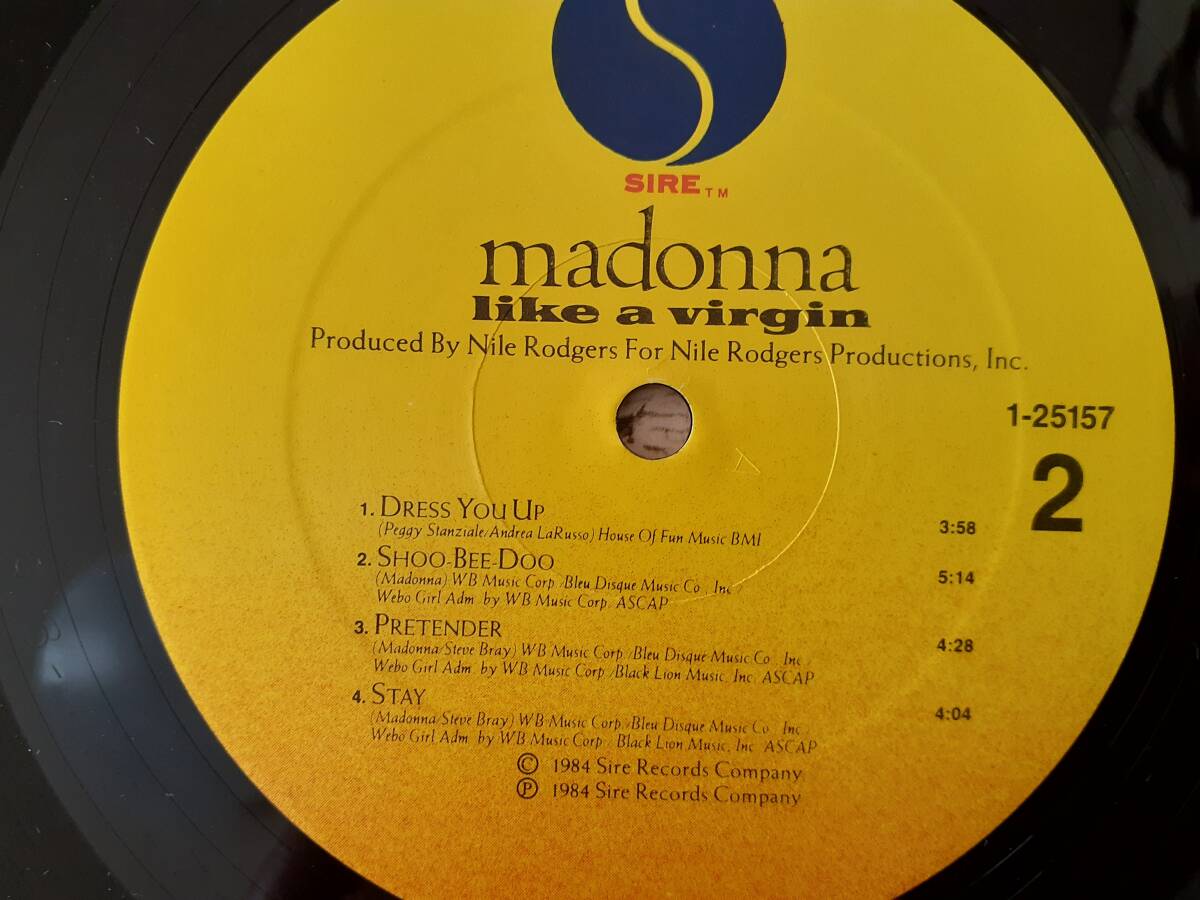 SIRE TM
madonna
like a virgin
Produced By Nile Rodgers For Nile Rodgers Productions, Inc.
1-25157
2
1. DRESS YOU UP 3:58
(Peggy Stanziale/Andrea LaRusso) House Of Fun Music BMI
2. SHOO-BEE-DOO 5:14
(Madonna) WB Music Corp./Bleu Disque Music Co., Inc.
Webo Girl Adm. by WB Music Corp. ASCAP
3. PRETENDER 4:28
(Madonna/Steve Bray) WB Music Corp./Bleu Disque Music Co., Inc./
Webo Girl Adm. by WB Music Corp./Black Lion Music, Inc. ASCAP
4. STAY 4:04
(Madonna/Steve Bray) WB Music Corp./Bleu Disque Music Co., Inc./
Webo Girl Adm. by WB Music Corp./Black Lion Music, Inc. ASCAP
© 1984 Sire Records Company
℗ 1984 Sire Records Company